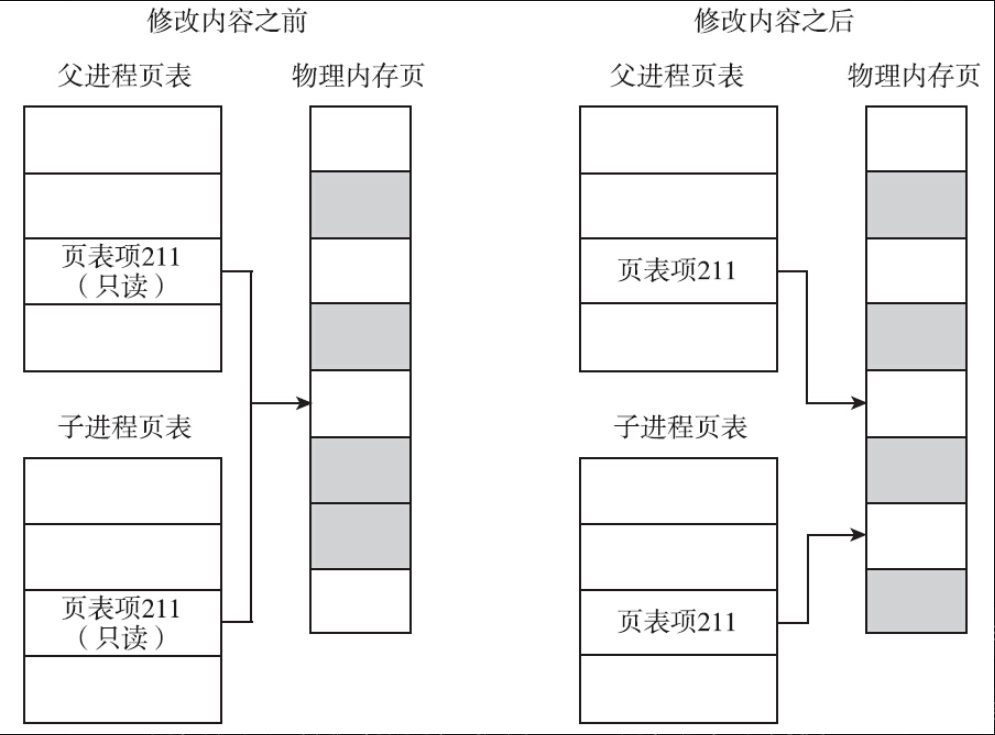 修改内容之前
父进程页表
物理内存页
页表项211
（只读）
子进程页表
页表项211
（只读）
修改内容之后
父进程页表
物理内存页
页表项211
子进程页表
页表项211